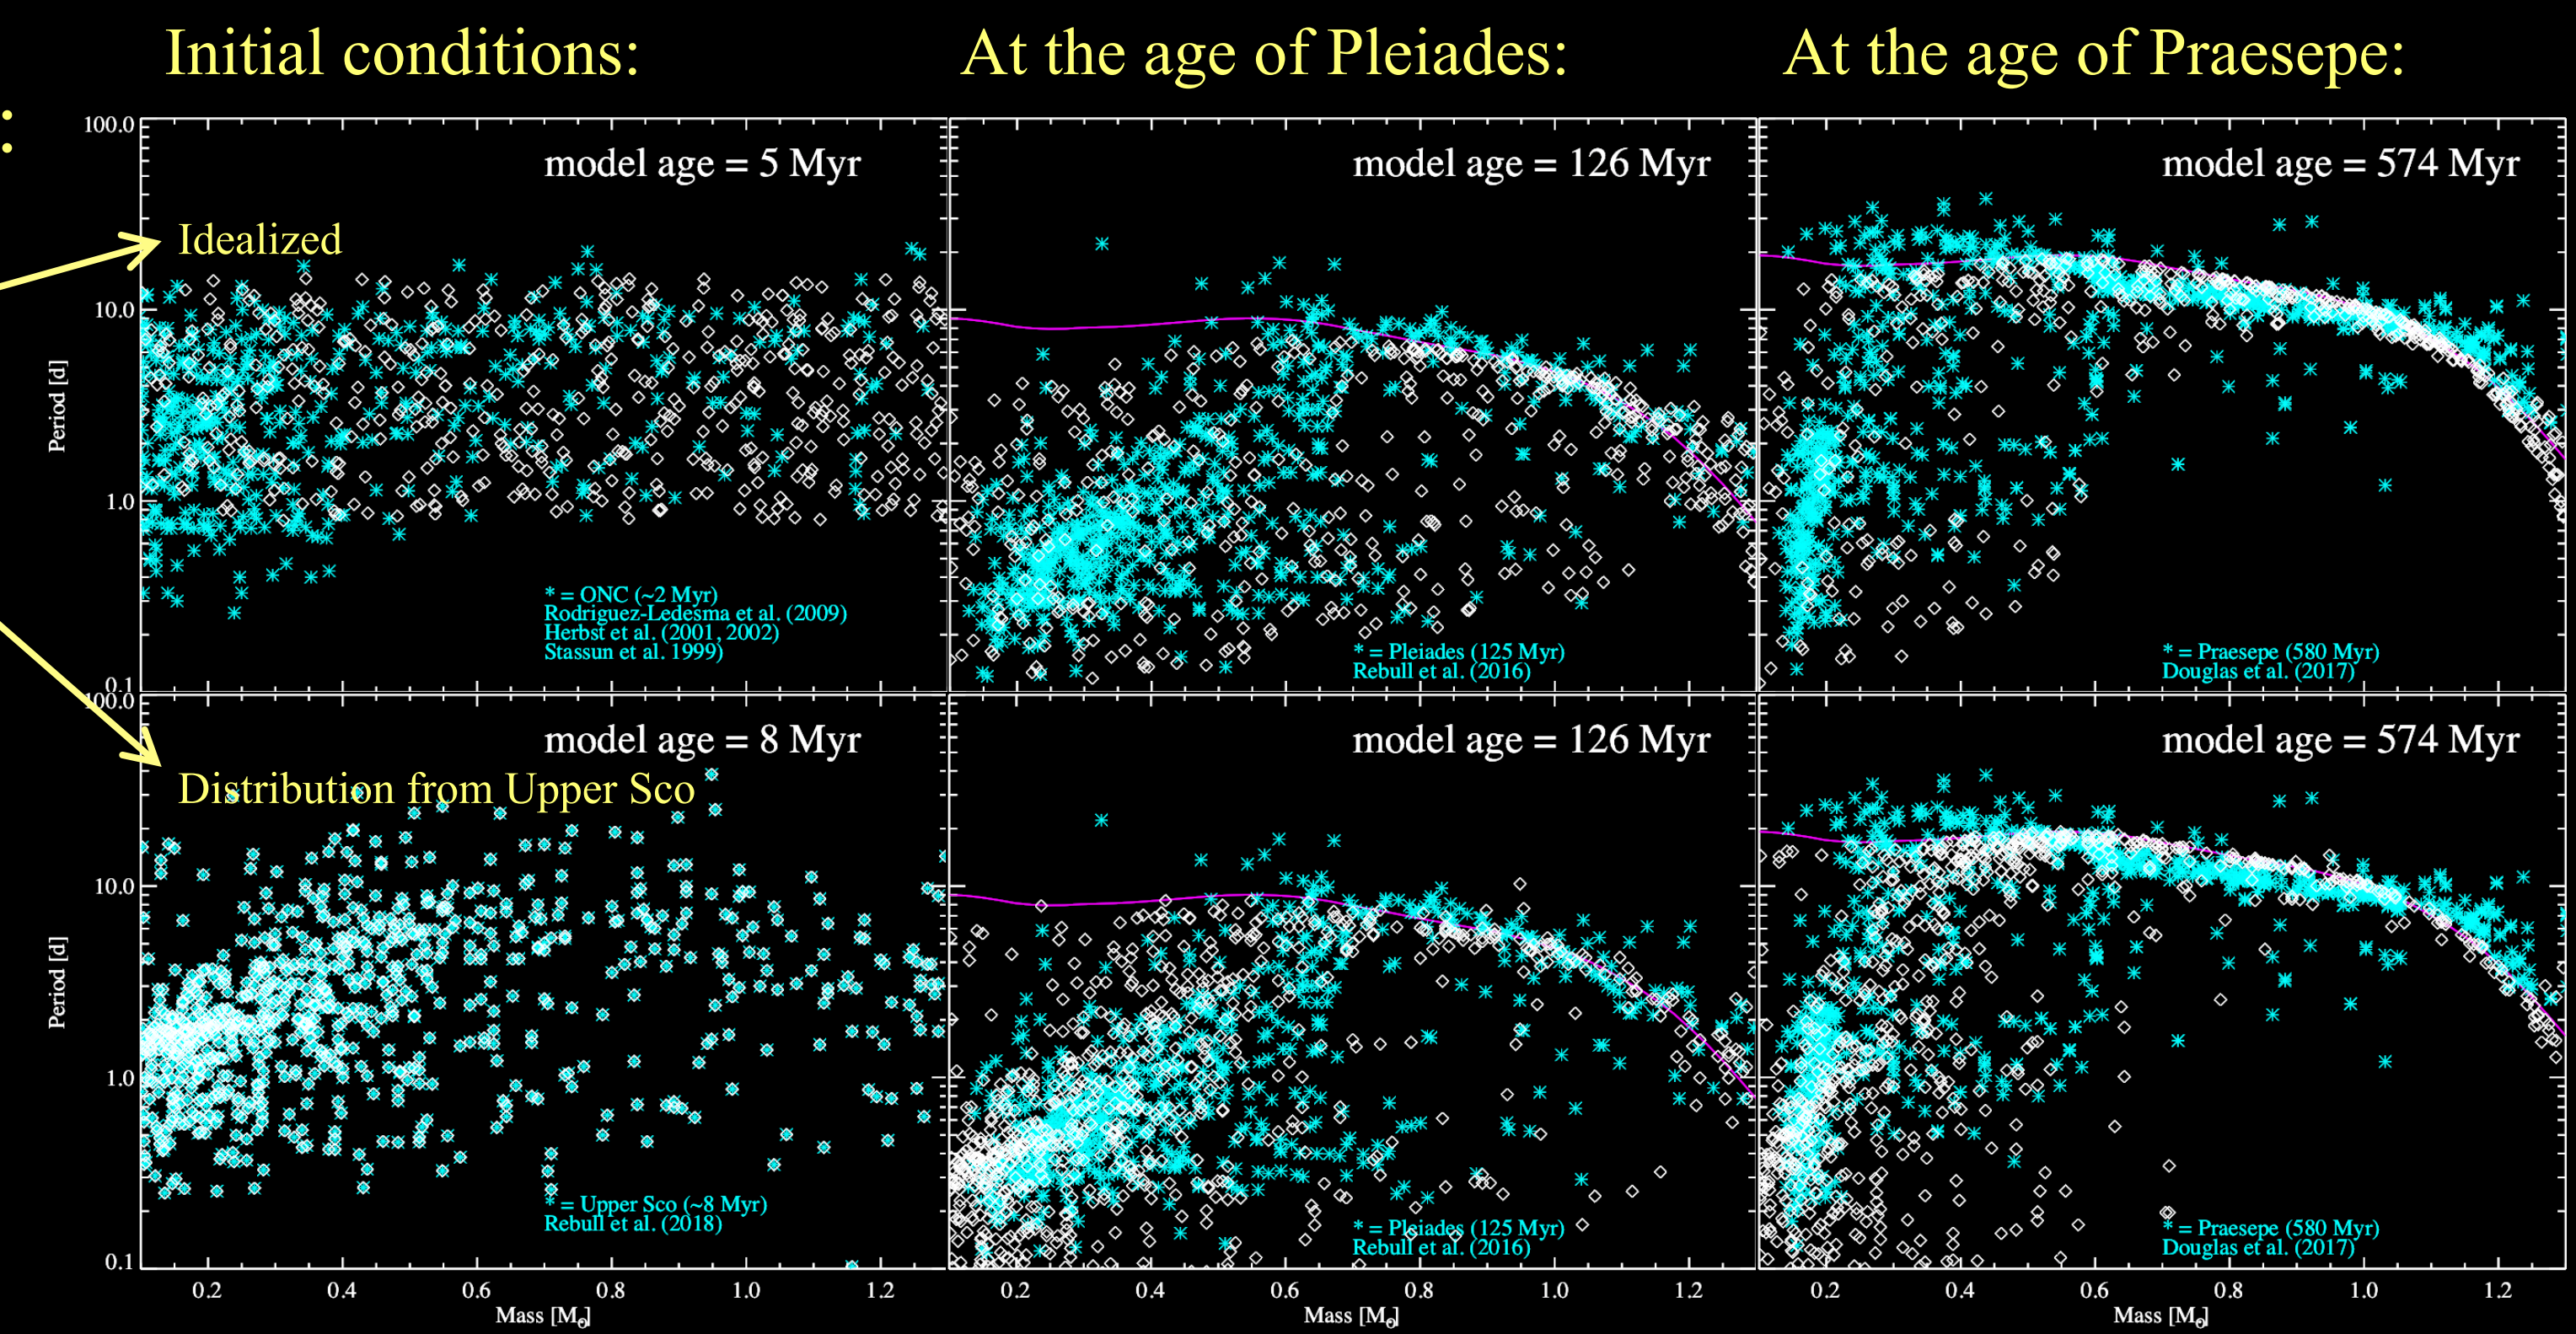 Initial conditions:
At the age of Pleiades:
At the age of Praesepe:
:
100.0
10.0
1.0
0.1
Period [d]
model age = 5 Myr
Idealized
* = ONC (~2 Myr)
Rodriguez-Ledesma et al. (2009)
Herbst et al. (2001, 2002)
Stassun et al. 1999)
model age = 126 Myr
* = Pleiades (125 Myr)
Rebull et al. (2016)
model age = 574 Myr
* = Praesepe (580 Myr)
Douglas et al. (2017)
100.0
10.0
1.0
0.1
Period [d]
model age = 8 Myr
Distribution from Upper Sco
* = Upper Sco (~8 Myr)
Rebull et al. (2018)
0.2 0.4 0.6 0.8 1.0 1.2
Mass [M⊙]
model age = 126 Myr
* = Pleiades (125 Myr)
Rebull et al. (2016)
0.2 0.4 0.6 0.8 1.0 1.2
Mass [M⊙]
model age = 574 Myr
* = Praesepe (580 Myr)
Douglas et al. (2017)
0.2 0.4 0.6 0.8 1.0 1.2
Mass [M⊙]